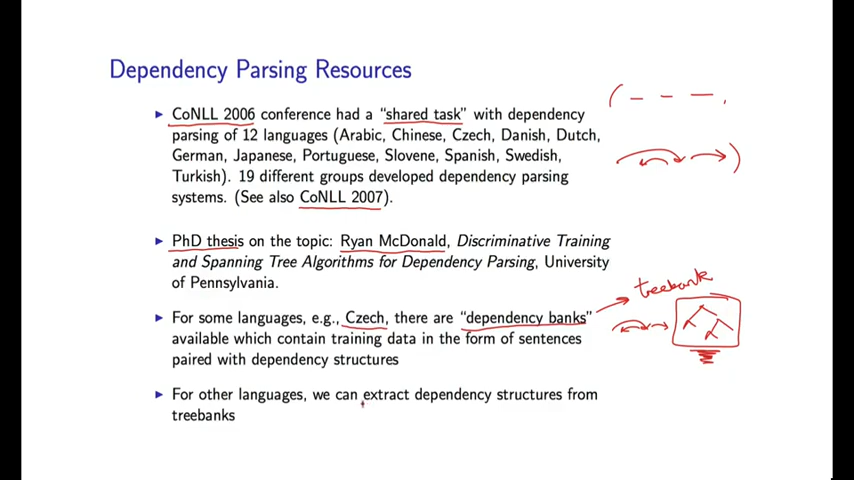 Dependency Parsing Resources
CoNLL 2006 conference had a “shared task” with dependency
parsing of 12 languages (Arabic, Chinese, Czech, Danish, Dutch,
German, Japanese, Portuguese, Slovene, Spanish, Swedish,
Turkish). 19 different groups developed dependency parsing
systems. (See also CoNLL 2007).
PhD thesis on the topic: Ryan McDonald, Discriminative Training
and Spanning Tree Algorithms for Dependency Parsing, University
of Pennsylvania.
treebank
For some languages, e.g., Czech, there are “dependency banks”
available which contain training data in the form of sentences
paired with dependency structures
For other languages, we can extract dependency structures from
treebanks